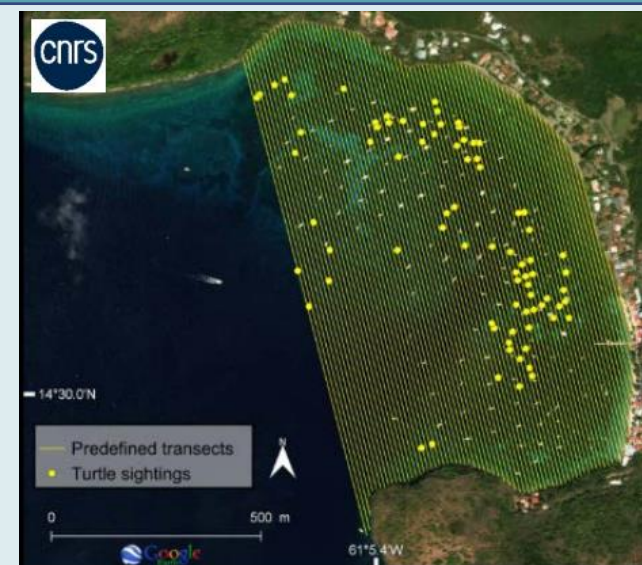 cnrs
14°30.0'N
Predefined transects
Turtle sightings
N
0 500 m
Google
61°5.4'W